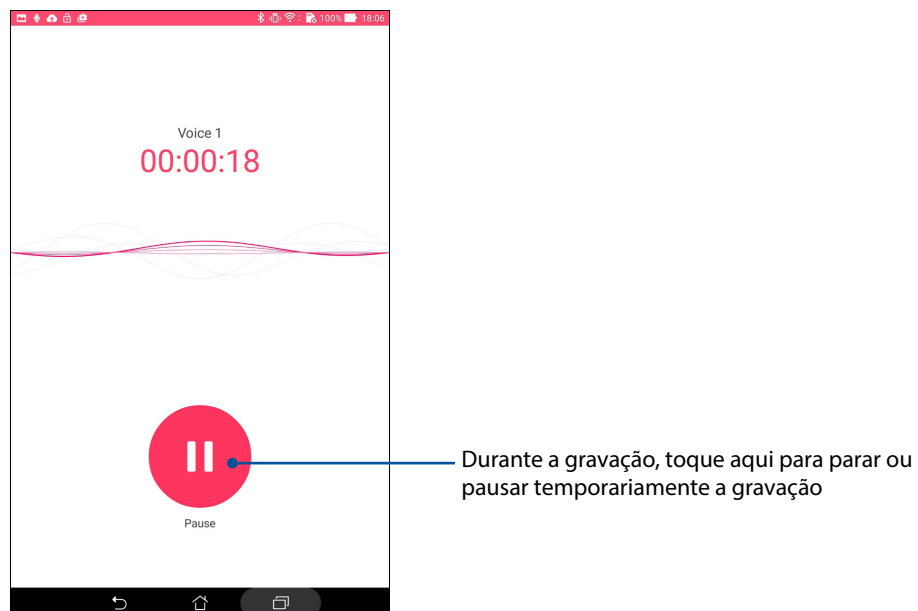 100% 18:06
Voice 1
00:00:18
Durante a gravação, toque aqui para parar ou
pausar temporariamente a gravação
Pause